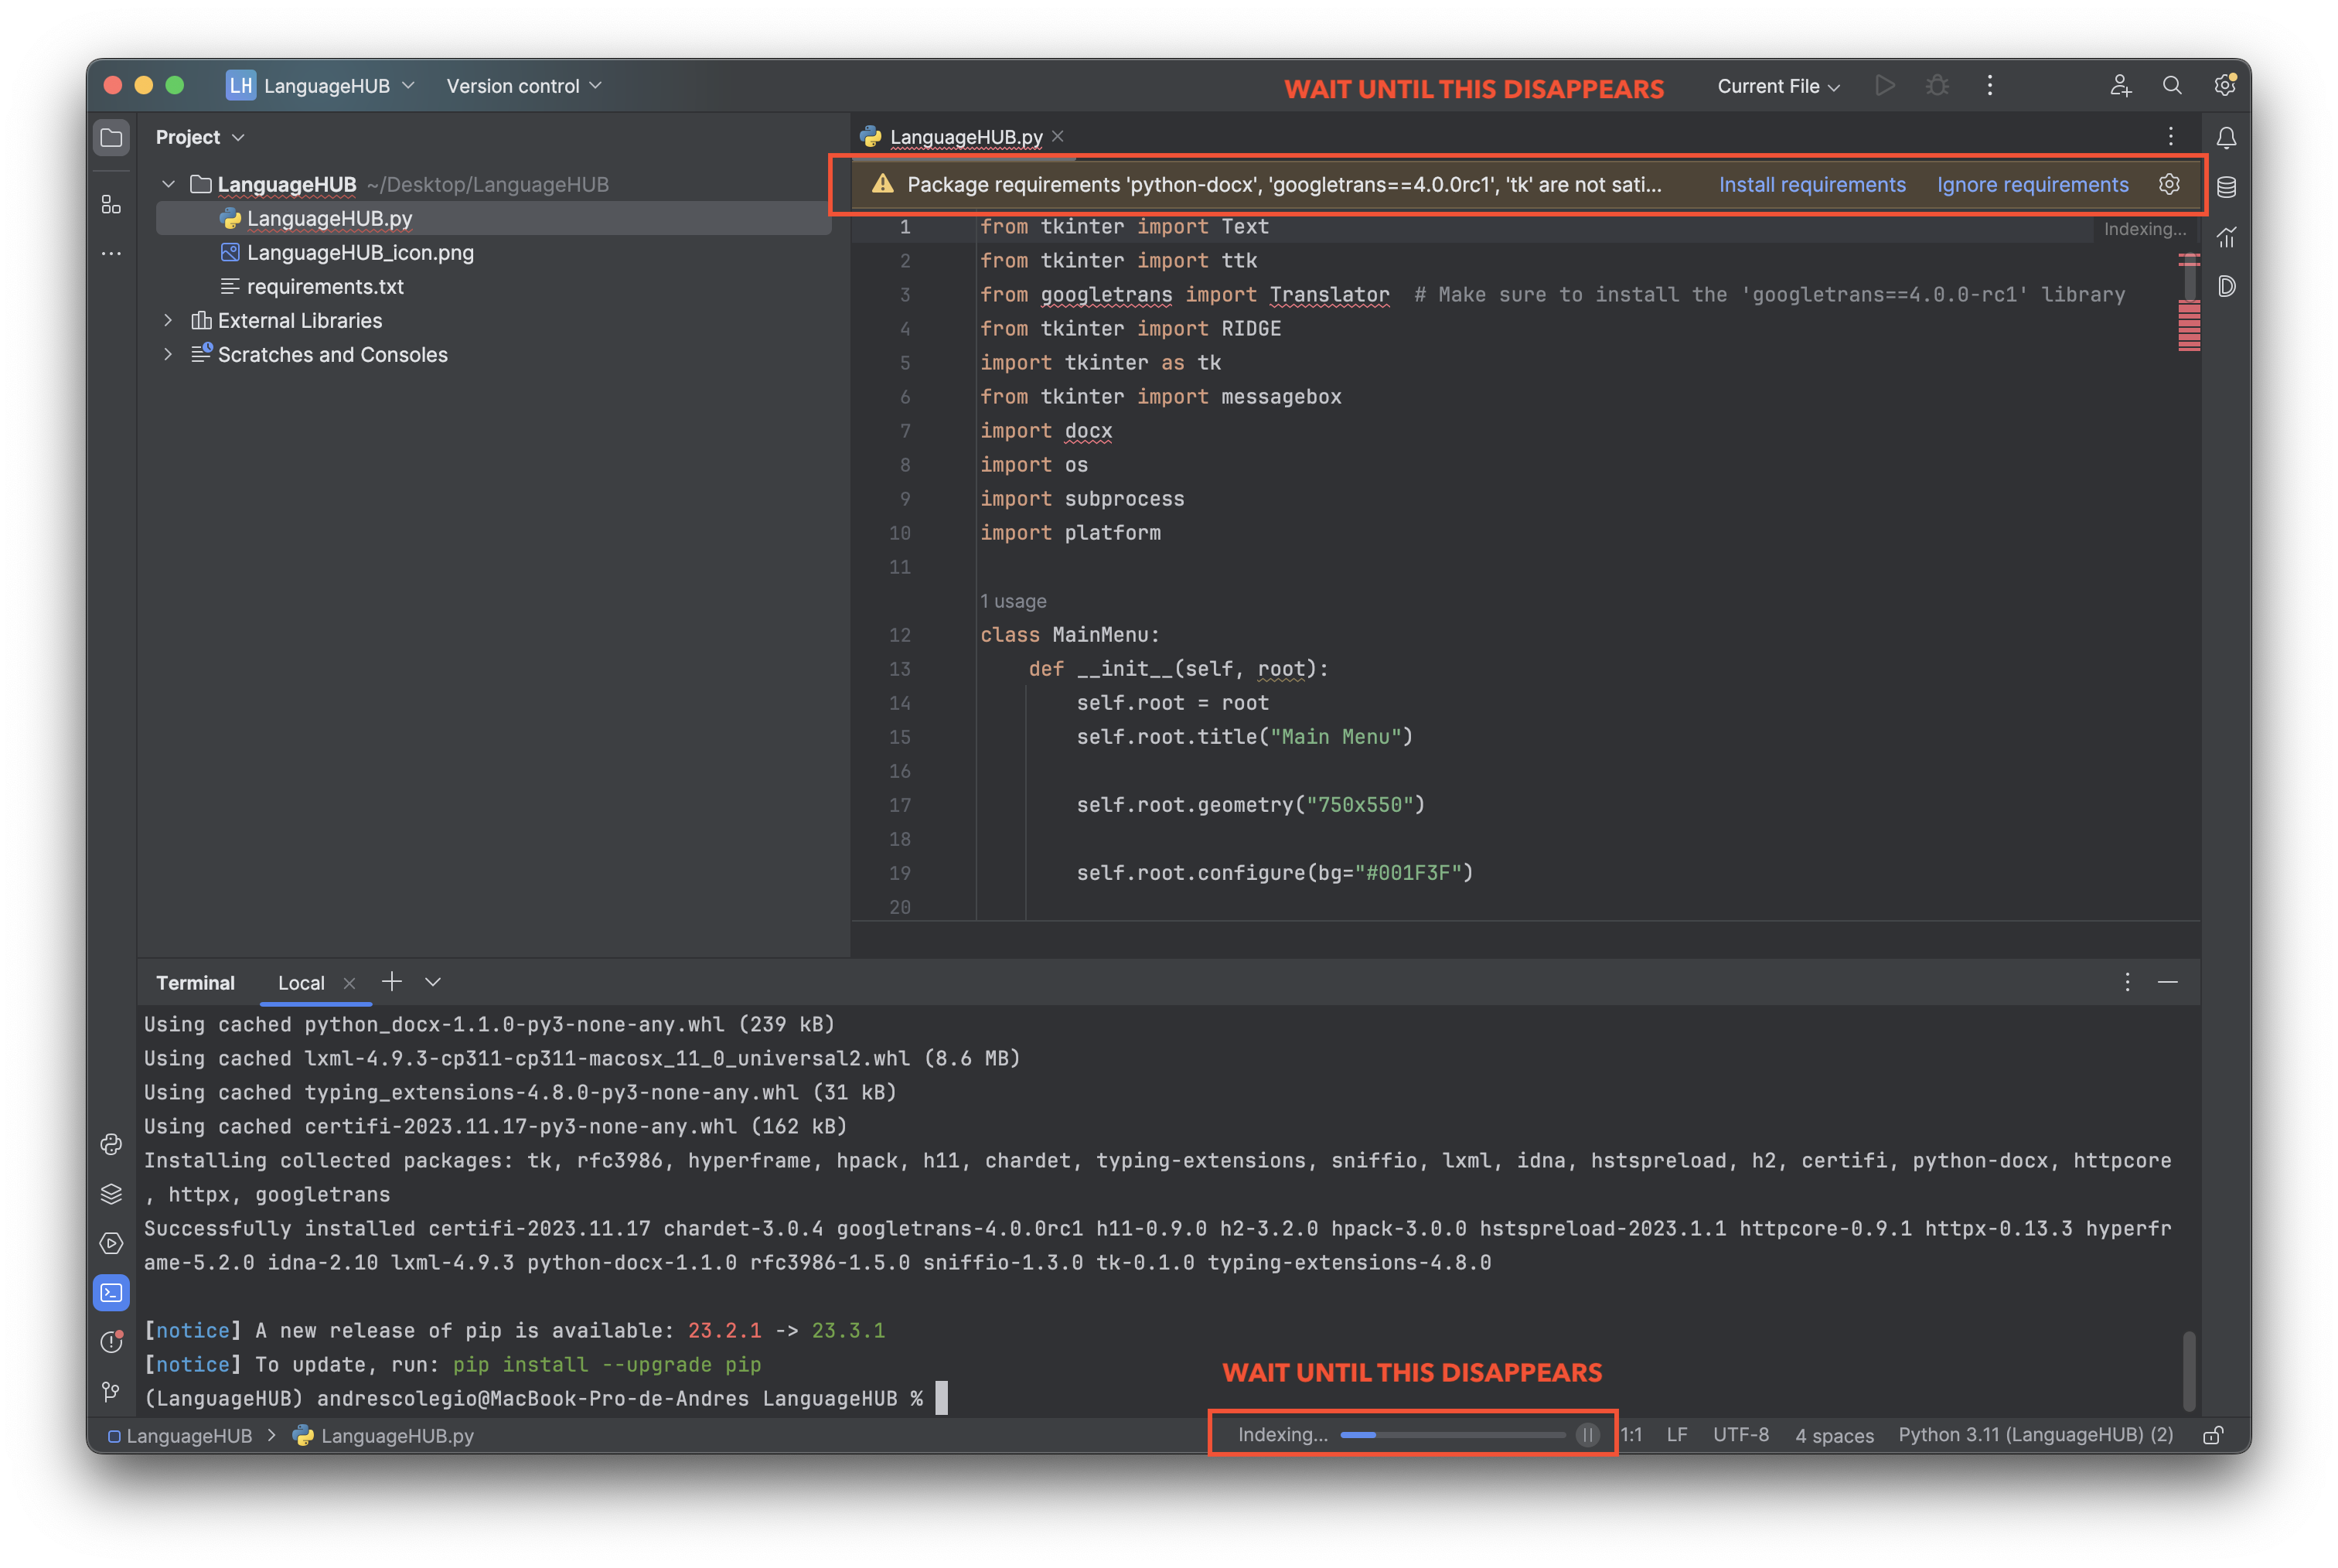 LH LanguageHUB Version control WAIT UNTIL THIS DISAPPEARS Current File
Project
LanguageHUB ~/Desktop/LanguageHUB
LanguageHUB.py
LanguageHUB_icon.png
requirements.txt
External Libraries
Scratches and Consoles
LanguageHUB.py
Package requirements 'python-docx', 'googletrans==4.0.0rc1', 'tk' are not sati... Install requirements Ignore requirements
Indexing...
1 from tkinter import Text
2 from tkinter import ttk
3 from googletrans import Translator # Make sure to install the 'googletrans==4.0.0-rc1' library
4 from tkinter import RIDGE
5 import tkinter as tk
6 from tkinter import messagebox
7 import docx
8 import os
9 import subprocess
10 import platform
11
1 usage
12 class MainMenu:
13 def __init__(self, root):
14 self.root = root
15 self.root.title("Main Menu")
16
17 self.root.geometry("750x550")
18
19 self.root.configure(bg="#001F3F")
20
Terminal Local
Using cached python_docx-1.1.0-py3-none-any.whl (239 kB)
Using cached lxml-4.9.3-cp311-cp311-macosx_11_0_universal2.whl (8.6 MB)
Using cached typing_extensions-4.8.0-py3-none-any.whl (31 kB)
Using cached certifi-2023.11.17-py3-none-any.whl (162 kB)
Installing collected packages: tk, rfc3986, hyperframe, hpack, h11, chardet, typing-extensions, sniffio, lxml, idna, hstspreload, h2, certifi, python-docx, httpcore
, httpx, googletrans
Successfully installed certifi-2023.11.17 chardet-3.0.4 googletrans-4.0.0rc1 h11-0.9.0 h2-3.2.0 hpack-3.0.0 hstspreload-2023.1.1 httpcore-0.9.1 httpx-0.13.3 hyperfr
ame-5.2.0 idna-2.10 lxml-4.9.3 python-docx-1.1.0 rfc3986-1.5.0 sniffio-1.3.0 tk-0.1.0 typing-extensions-4.8.0
[notice] A new release of pip is available: 23.2.1 -> 23.3.1
[notice] To update, run: pip install --upgrade pip
WAIT UNTIL THIS DISAPPEARS
(LanguageHUB) andrescolegio@MacBook-Pro-de-Andres LanguageHUB %
LanguageHUB > LanguageHUB.py Indexing... 1:1 LF UTF-8 4 spaces Python 3.11 (LanguageHUB) (2)